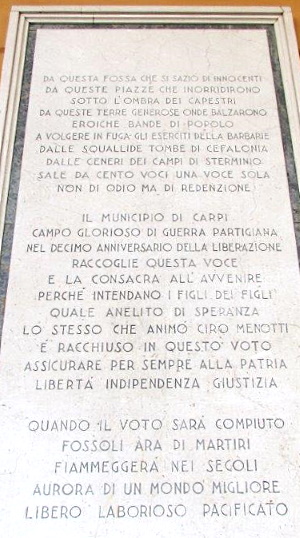 DA QUESTA FOSSA CHE SI SAZIÒ DI INNOCENTI
DA QUESTE PIAZZE CHE INORRIDIRONO
SOTTO L'OMBRA DEI CAPESTRI
DA QUESTE TERRE GENEROSE ONDE BALZARONO
EROICHE BANDE DI POPOLO
A VOLGERE IN FUGA GLI ESERCITI DELLA BARBARIE
DALLE SQUALLIDE TOMBE DI CEFALONIA
DALLE CENERI DEI CAMPI DI STERMINIO
SALE DA CENTO VOCI UNA VOCE SOLA
NON DI ODIO MA DI REDENZIONE
IL MUNICIPIO DI CARPI
CAMPO GLORIOSO DI GUERRA PARTIGIANA
NEL DECIMO ANNIVERSARIO DELLA LIBERAZIONE
RACCOGLIE QUESTA VOCE
E LA CONSACRA ALL'AVVENIRE
PERCHÉ INTENDANO I FIGLI DEI FIGLI
QUALE ANELITO DI SPERANZA
LO STESSO CHE ANIMÒ CIRO MENOTTI
È RACCHIUSO IN QUESTO VOTO
ASSICURARE PER SEMPRE ALLA PATRIA
LIBERTÀ INDIPENDENZA GIUSTIZIA
QUANDO IL VOTO SARÀ COMPIUTO
FOSSOLI ARA DI MARTIRI
FIAMMEGGERÀ NEI SECOLI
AURORA DI UN MONDO MIGLIORE
LIBERO LABORIOSO PACIFICATO